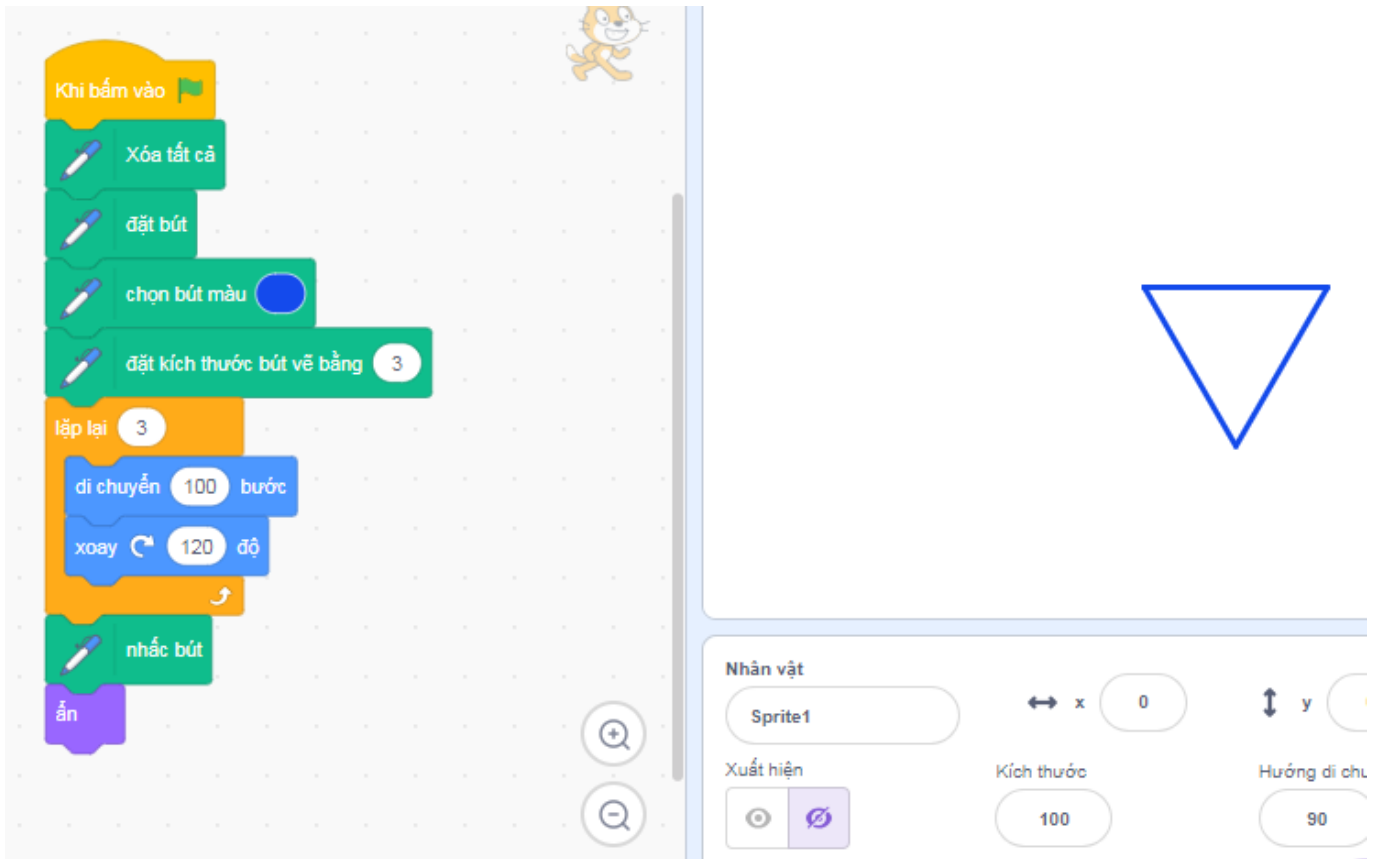 Khi bấm vào
Xóa tất cả
đặt bút
chọn bút màu
đặt kích thước bút vẽ bằng 3
lặp lại 3
di chuyển 100 bước
xoay 120 độ
nhấc bút
ẩn
Nhân vật
Sprite1
x 0
y
Xuất hiện
Kích thước
Hướng di
100
90